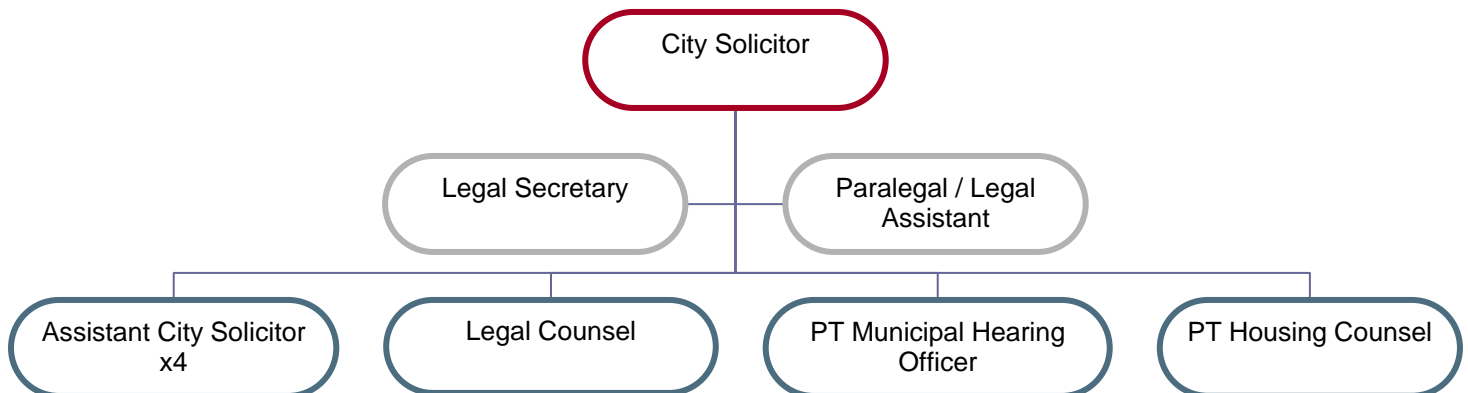 City Solicitor
Legal Secretary
Paralegal / Legal
Assistant
Assistant City Solicitor
x4
Legal Counsel
PT Municipal Hearing
Officer
PT Housing Counsel